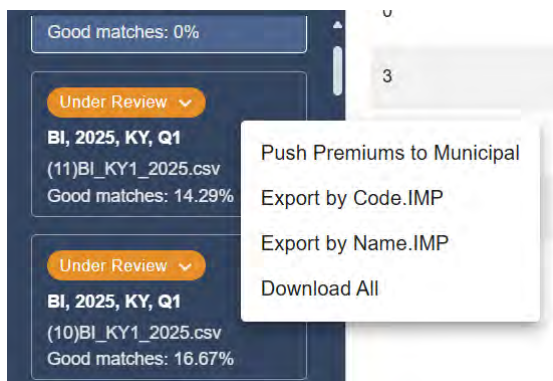 Good matches: 0%
Under Review
BI, 2025, KY, Q1
(11)BI_KY1_2025.csv
Good matches: 14.29%
Under Review
BI, 2025, KY, Q1
(10)BI_KY1_2025.csv
Good matches: 16.67%
Push Premiums to Municipal
Export by Code.IMP
Export by Name.IMP
Download All
3